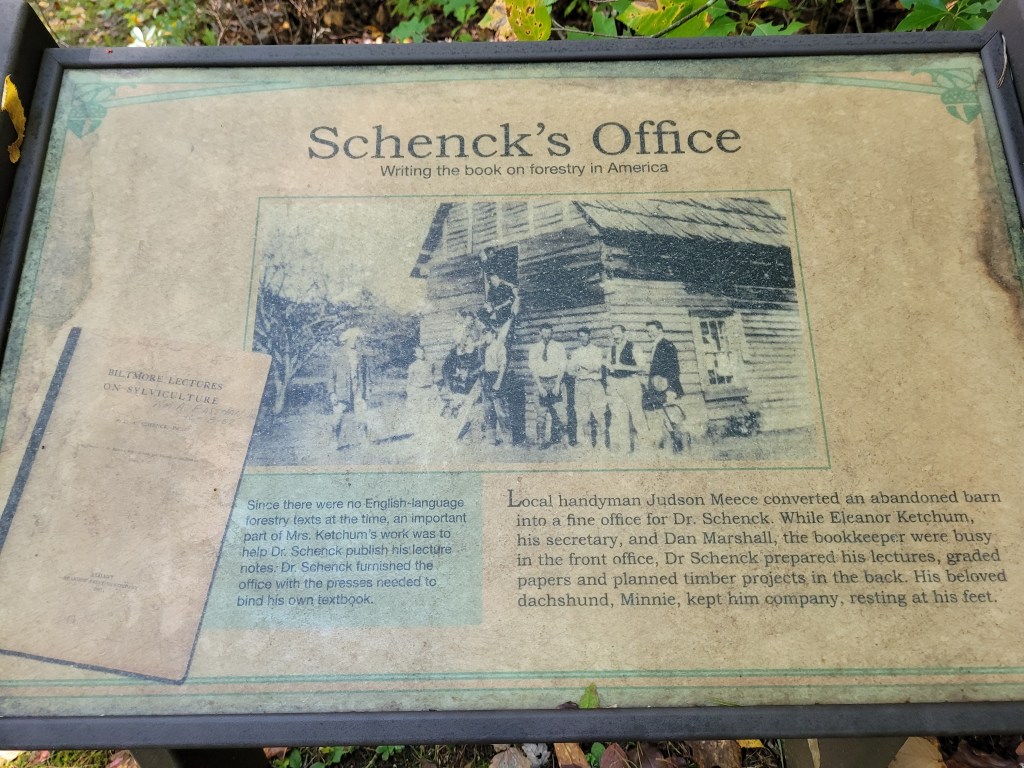 Schenck's Office
Writing the book on forestry in America
BILTMORE LECTURES
ON SYLVICULTURE
Since there were no English-language
forestry texts at the time, an important
part of Mrs. Ketchum's work was to
help Dr. Schenck publish his lecture
notes. Dr. Schenck furnished the
office with the presses needed to
bind his own textbook.
Local handyman Judson Meece converted an abandoned barn
into a fine office for Dr. Schenck. While Eleanor Ketchum,
his secretary, and Dan Marshall, the bookkeeper were busy
in the front office, Dr Schenck prepared his lectures, graded
papers and planned timber projects in the back. His beloved
dachshund, Minnie, kept him company, resting at his feet.